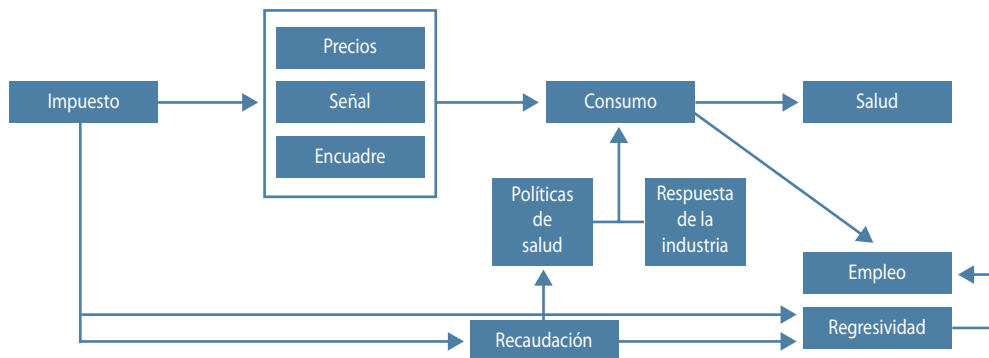 Precios
Impuesto
Señal
Consumo
Salud
Encuadre
Políticas
de
salud
Respuesta
de la
industria
Empleo
Regresividad
Recaudación